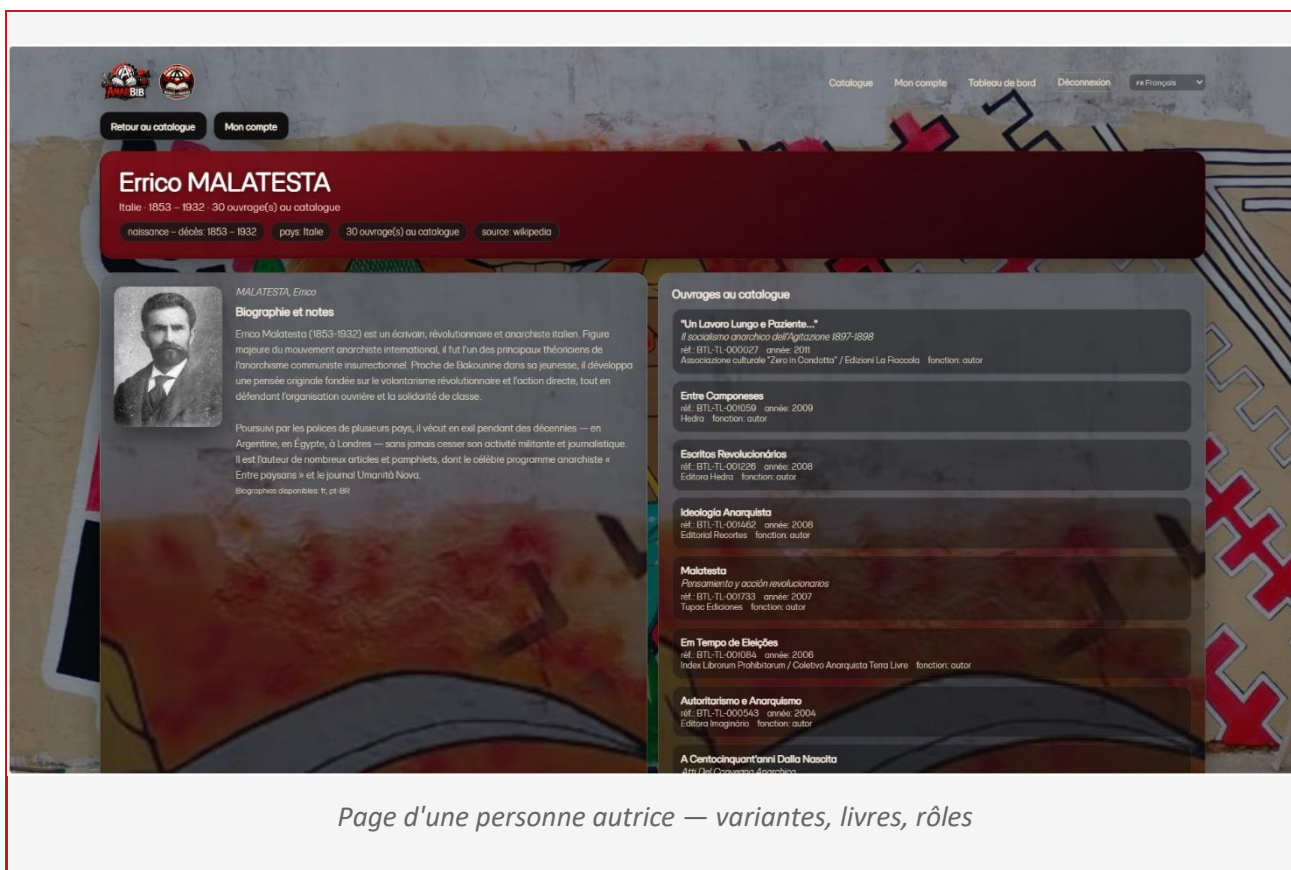 ANARBIB
Catalogue Mon compte Tableau de bord Déconnexion FR Français
Retour au catalogue Mon compte
Errico MALATESTA
Italie · 1853 – 1932 · 30 ouvrage(s) au catalogue
naissance – décès: 1853 – 1932 pays: Italie 30 ouvrage(s) au catalogue source: wikipedia
MALATESTA, Errico
Biographie et notes
Errico Malatesta (1853-1932) est un écrivain, révolutionnaire et anarchiste italien. Figure
majeure du mouvement anarchiste international, il fut l'un des principaux théoriciens de
l'anarchisme communiste insurrectionnel. Proche de Bakounine dans sa jeunesse, il développa
une pensée originale fondée sur le volontarisme révolutionnaire et l'action directe, tout en
défendant l'organisation ouvrière et la solidarité de classe.
Poursuivi par les polices de plusieurs pays, il vécut en exil pendant des décennies — en
Argentine, en Égypte, à Londres — sans jamais cesser son activité militante et journalistique.
Il est l'auteur de nombreux articles et pamphlets, dont le célèbre programme anarchiste «
Entre paysans » et le journal Umanità Nova.
Biographies disponibles: fr, pt-BR
Ouvrages au catalogue
"Un Lavoro Lungo e Paziente..."
Il socialismo anarchico dell'Agitazione 1897-1898
réf.: BTL-TL-000027 année: 2011
Associazione culturale "Zero in Condotta" / Edizioni La Fiaccola fonction: autor
Entre Camponeses
réf.: BTL-TL-001059 année: 2009
Hedra fonction: autor
Escritos Revolucionários
réf.: BTL-TL-001226 année: 2008
Editora Hedra fonction: autor
Ideología Anarquista
réf.: BTL-TL-001462 année: 2008
Editorial Recortes fonction: autor
Malatesta
Pensamiento y acción revolucionarios
réf.: BTL-TL-001733 année: 2007
Tupac Ediciones fonction: autor
Em Tempo de Eleições
réf.: BTL-TL-001084 année: 2006
Index Librorum Prohibitorum / Coletivo Anarquista Terra Livre fonction: autor
Autoritarismo e Anarquismo
réf.: BTL-TL-000543 année: 2004
Editora Imaginário fonction: autor
A Centocinquant'anni Dalla Nascita
Atti Del Convegno Anarchico
Page d'une personne autrice — variantes, livres, rôles